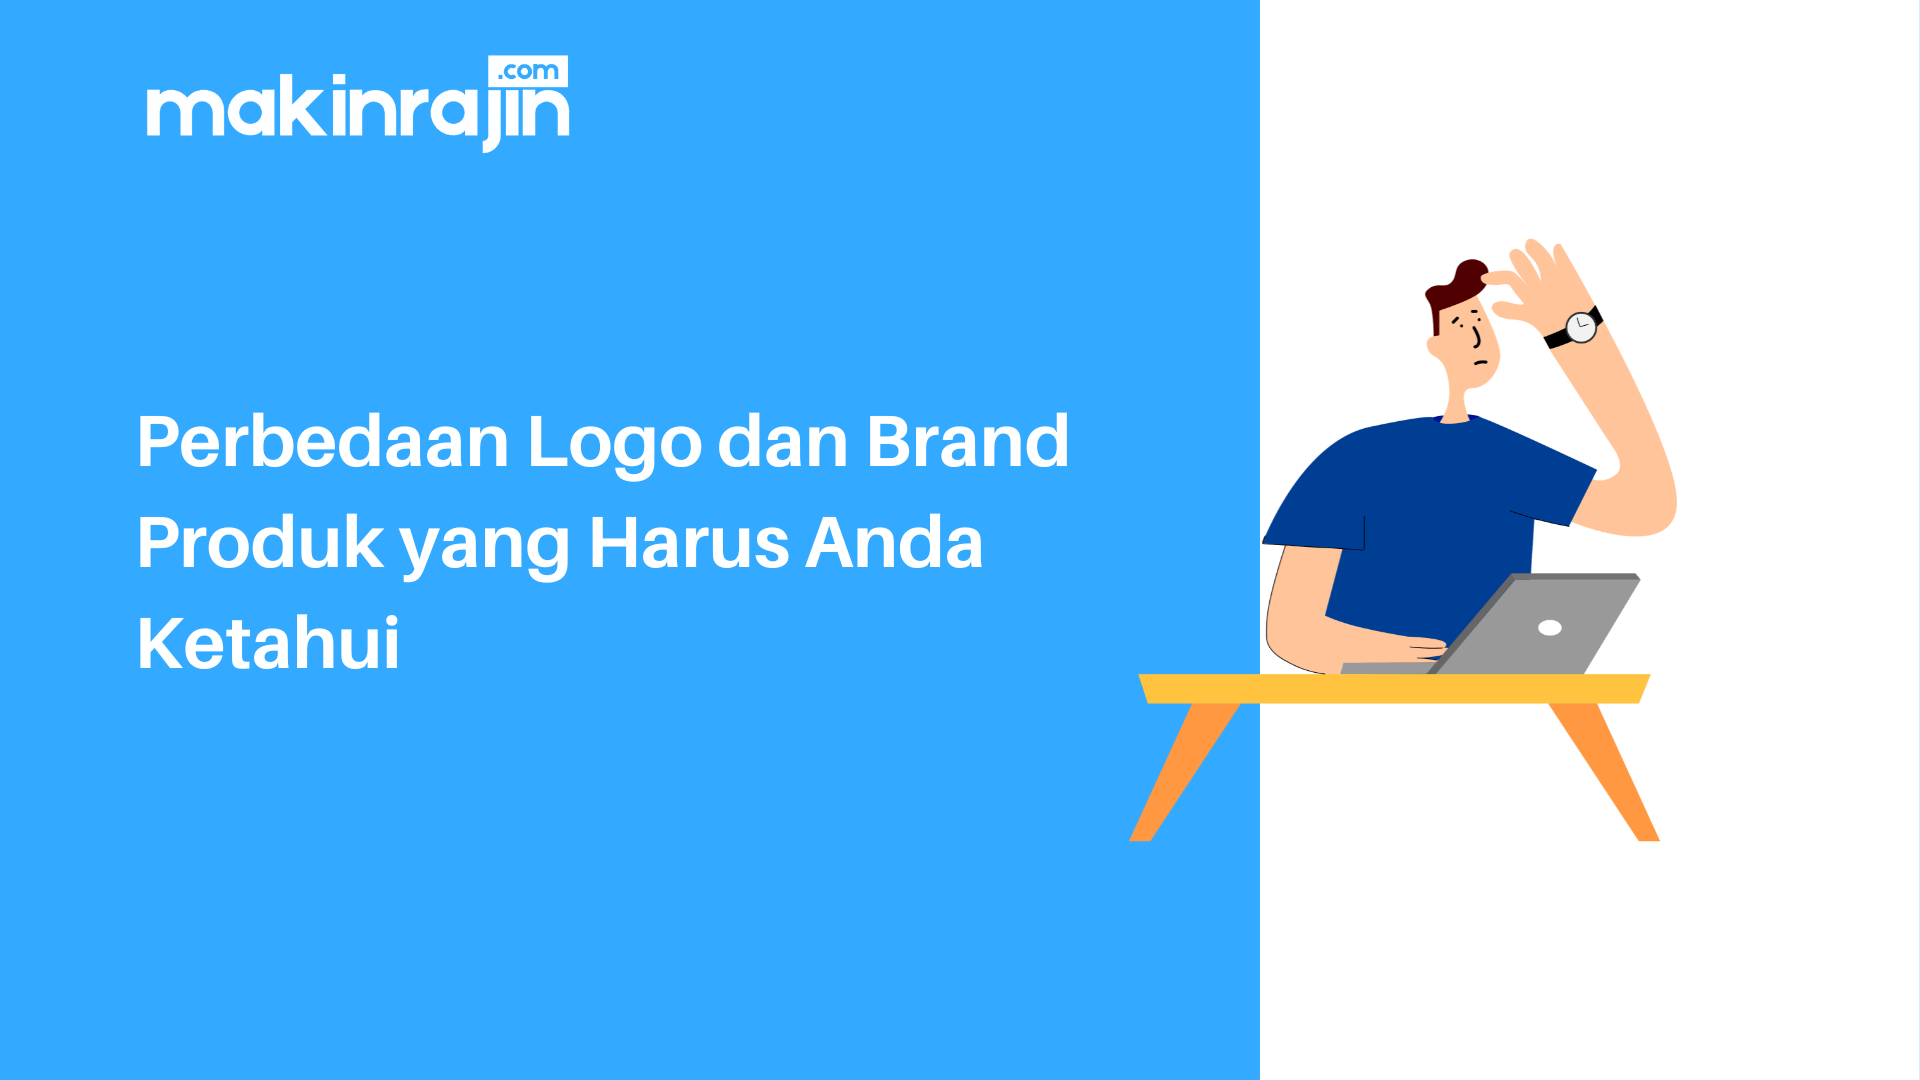 .com
makinrajin
Perbedaan Logo dan Brand
Produk yang Harus Anda
Ketahui